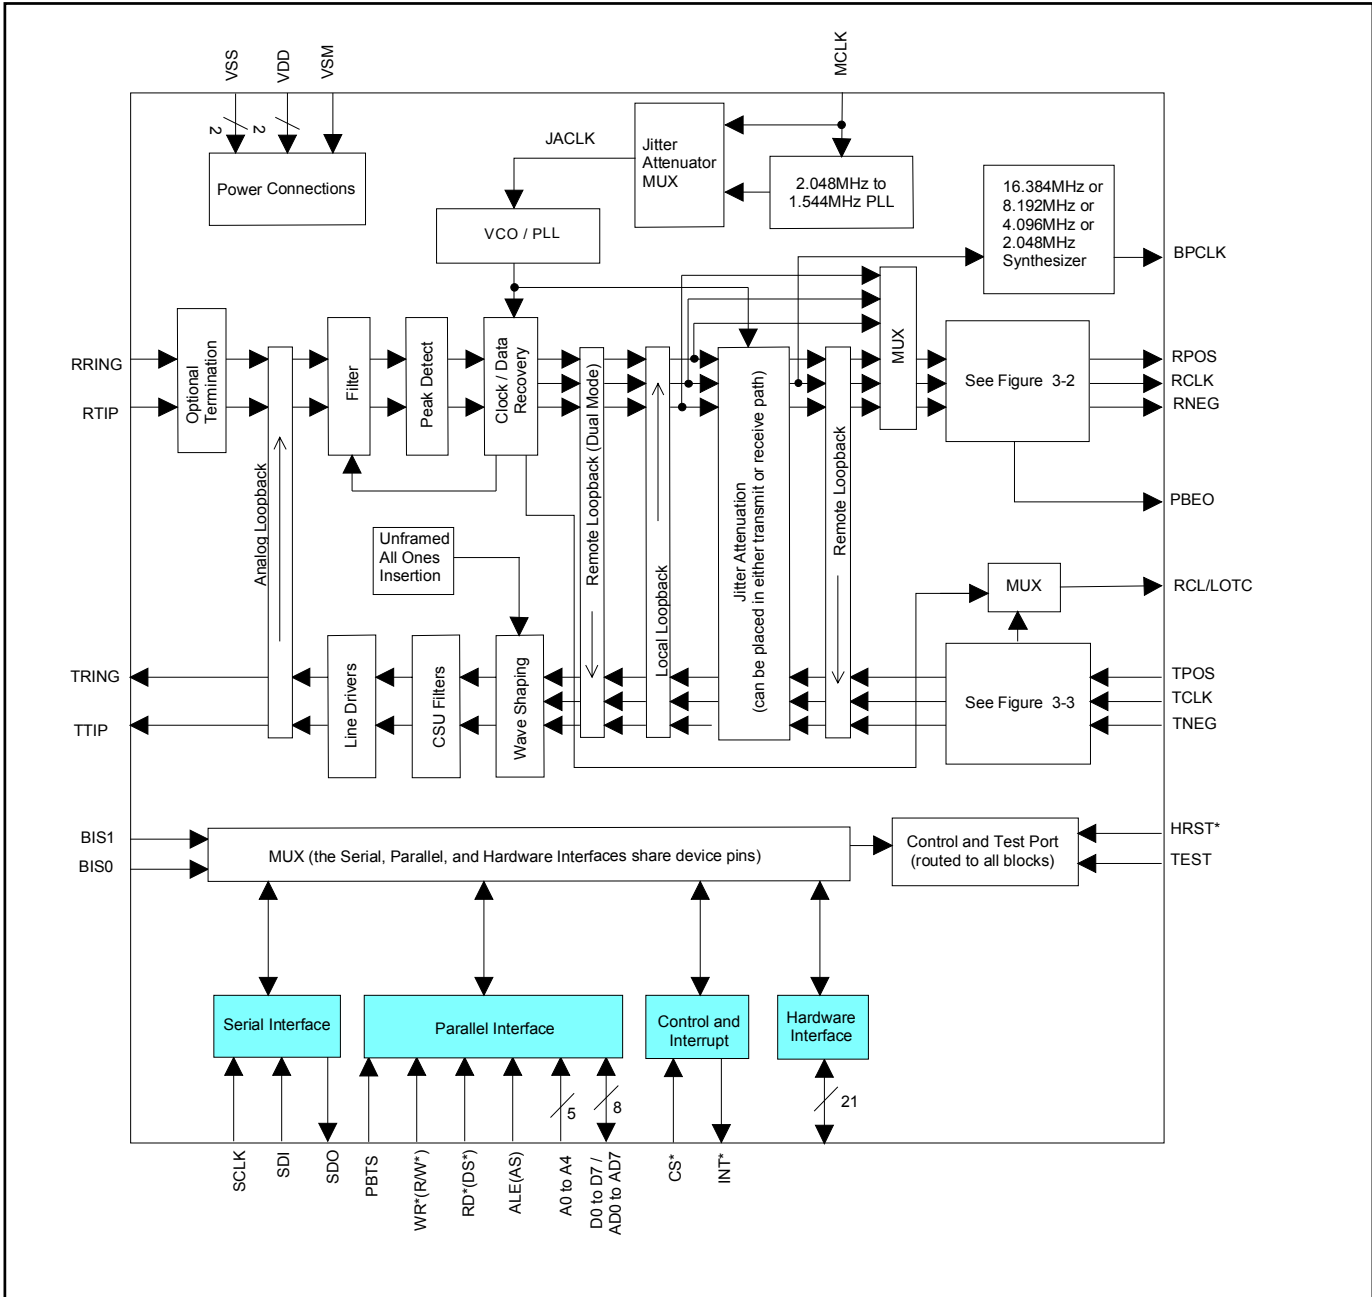 VSS
VDD
VSM
MCLK
2
2
Power Connections
JACLK
Jitter
Attenuator
MUX
2.048MHz to
1.544MHz PLL
16.384MHz or
8.192MHz or
4.096MHz or
2.048MHz
Synthesizer
BPCLK
VCO / PLL
RRING
RTIP
Optional
Termination
Analog Loopback
Filter
Peak Detect
Clock / Data
Recovery
Remote Loopback (Dual Mode)
Local Loopback
Jitter Attenuation
(can be placed in either transmit or receive path)
Remote Loopback
MUX
See Figure 3-2
RPOS
RCLK
RNEG
PBEO
Unframed
All Ones
Insertion
MUX
RCL/LOTC
TRING
TTIP
Line Drivers
CSU Filters
Wave Shaping
See Figure 3-3
TPOS
TCLK
TNEG
BIS1
BIS0
MUX (the Serial, Parallel, and Hardware Interfaces share device pins)
Control and Test Port
(routed to all blocks)
HRST*
TEST
Serial Interface
Parallel Interface
Control and
Interrupt
Hardware
Interface
5
8
21
SCLK
SDI
SDO
PBTS
WR*(R/W*)
RD*(DS*)
ALE(AS)
A0 to A4
D0 to D7 /
AD0 to AD7
CS*
INT*